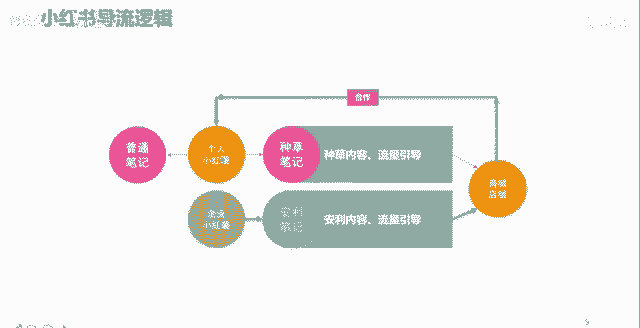 小红书导流逻辑
合作
普通
笔记
个人
小红薯
种草
笔记
种草内容、流量引导
商城
店铺
企业
小红薯
安利
笔记
安利内容、流量引导
9